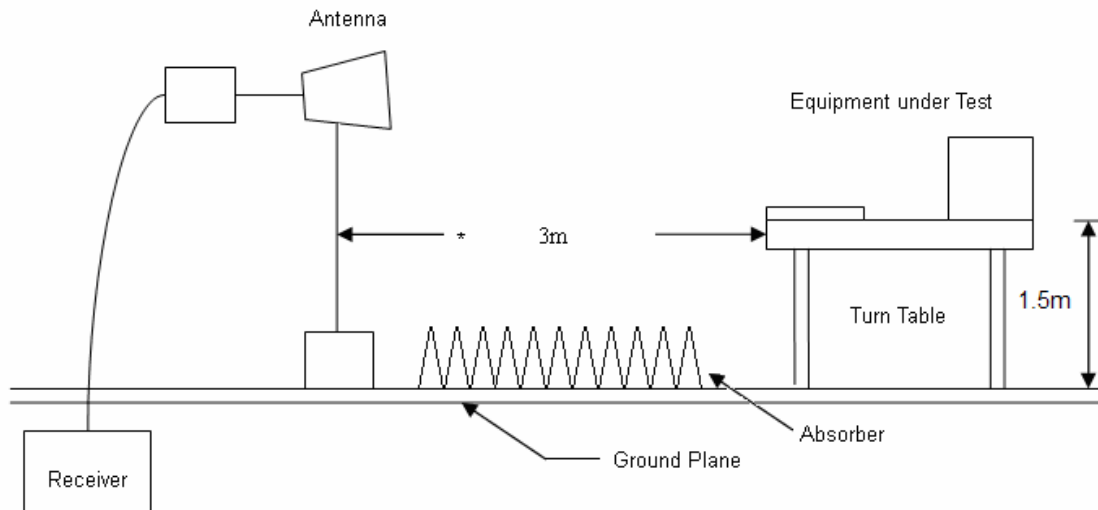 Antenna
Equipment under Test
* 3m
Turn Table
1.5m
Absorber
Ground Plane
Receiver